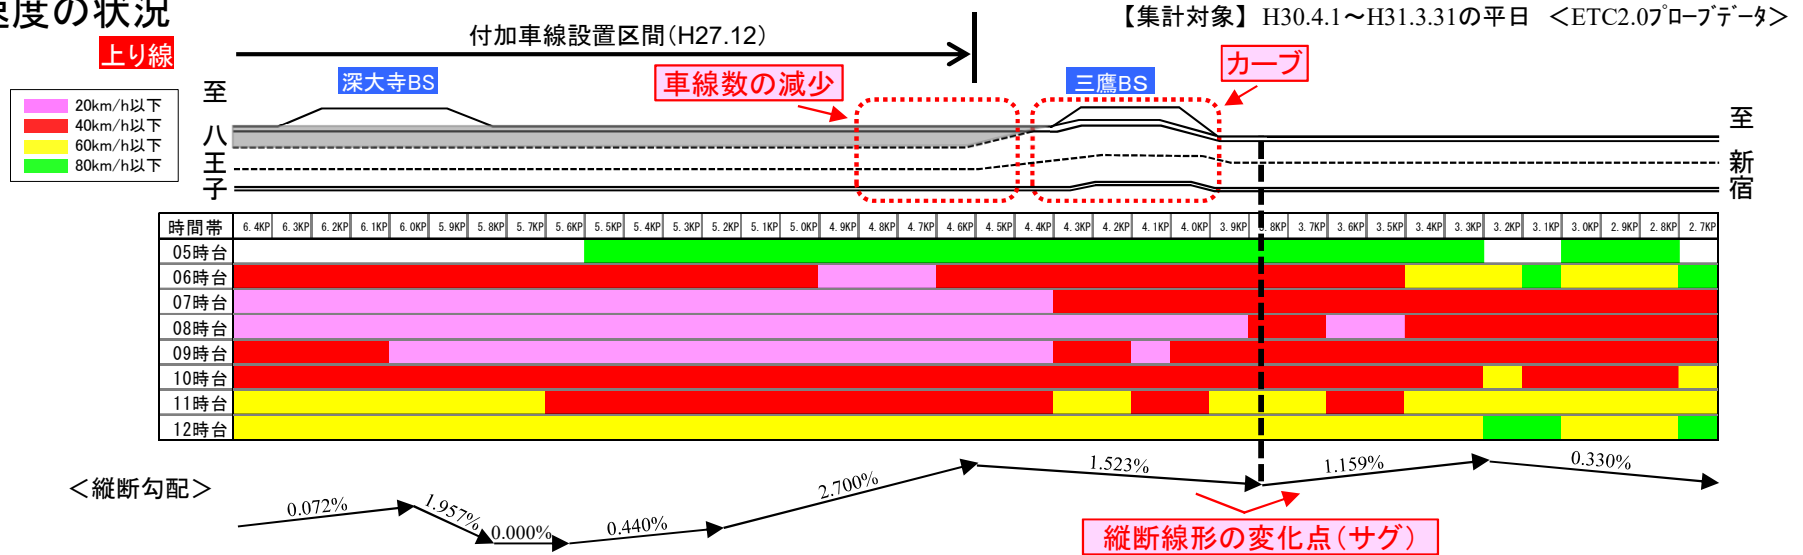 速度の状況
【集計対象】H30.4.1～H31.3.31の平日 ＜ETC2.0ﾌﾟﾛｰﾌﾞﾃﾞｰﾀ＞
上り線
付加車線設置区間(H27.12)
20km/h以下
40km/h以下
60km/h以下
80km/h以下
至八王子
深大寺BS
車線数の減少
三鷹BS
カーブ
至新宿
時間帯 6.4KP 6.3KP 6.2KP 6.1KP 6.0KP 5.9KP 5.8KP 5.7KP 5.6KP 5.5KP 5.4KP 5.3KP 5.2KP 5.1KP 5.0KP 4.9KP 4.8KP 4.7KP 4.6KP 4.5KP 4.4KP 4.3KP 4.2KP 4.1KP 4.0KP 3.9KP 3.8KP 3.7KP 3.6KP 3.5KP 3.4KP 3.3KP 3.2KP 3.1KP 3.0KP 2.9KP 2.8KP 2.7KP
05時台
06時台
07時台
08時台
09時台
10時台
11時台
12時台
＜縦断勾配＞
0.072%
1.957%
0.000%
0.440%
2.700%
1.523%
1.159%
0.330%
縦断線形の変化点(サグ)